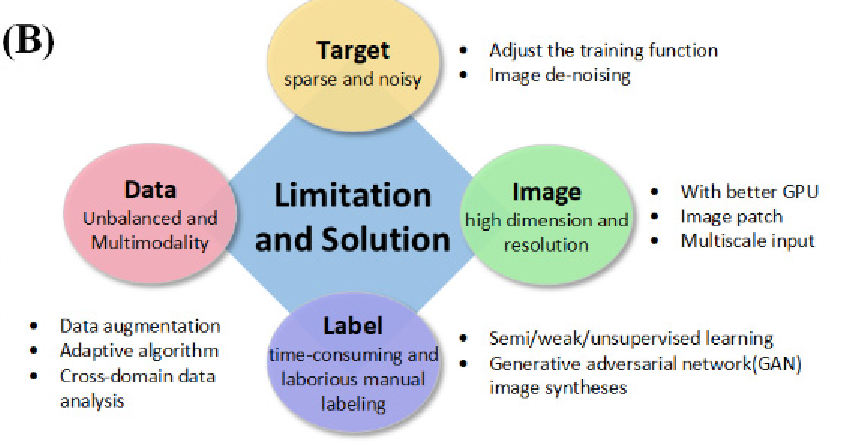 (B)
Target
sparse and noisy
• Adjust the training function
• Image de-noising
Data
Unbalanced and
Multimodality
Limitation
and Solution
Image
high dimension and
resolution
• With better GPU
• Image patch
• Multiscale input
• Data augmentation
• Adaptive algorithm
• Cross-domain data
analysis
Label
time-consuming and
laborious manual
labeling
• Semi/weak/unsupervised learning
• Generative adversarial network(GAN)
image syntheses